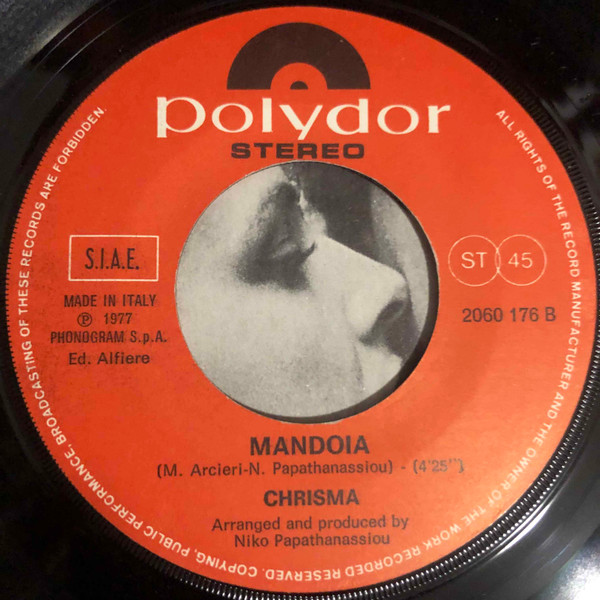 polydor
STEREO
S.I.A.E.
MADE IN ITALY
Ⓟ 1977
PHONOGRAM S.p.A.
Ed. Alfiere
ST 45
2060 176 B
MANDOIA
(M. Arcieri-N. Papathanassiou) - (4'25")
CHRISMA
Arranged and produced by
Niko Papathanassiou
ALL RIGHTS OF THE RECORD MANUFACTURER AND THE OWNER OF THE WORK RECORDED RESERVED. COPYING, PUBLIC PERFORMANCE, BROADCASTING OF THESE RECORDS ARE FORBIDDEN.